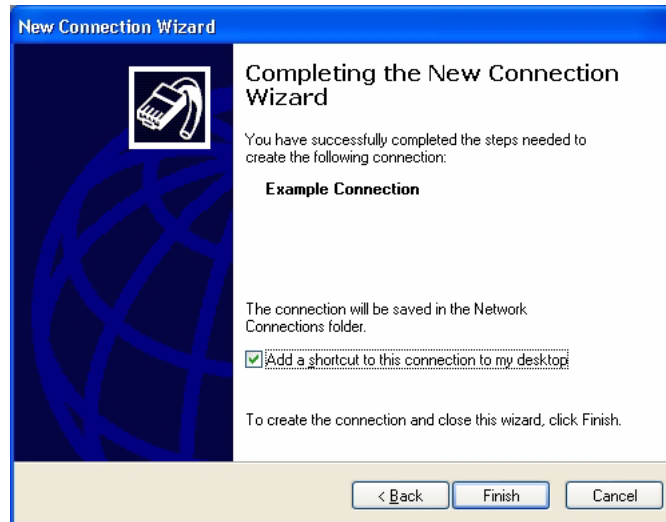 New Connection Wizard
Completing the New Connection
Wizard
You have successfully completed the steps needed to
create the following connection:
Example Connection
The connection will be saved in the Network
Connections folder.
Add a shortcut to this connection to my desktop
To create the connection and close this wizard, click Finish.
< Back Finish Cancel